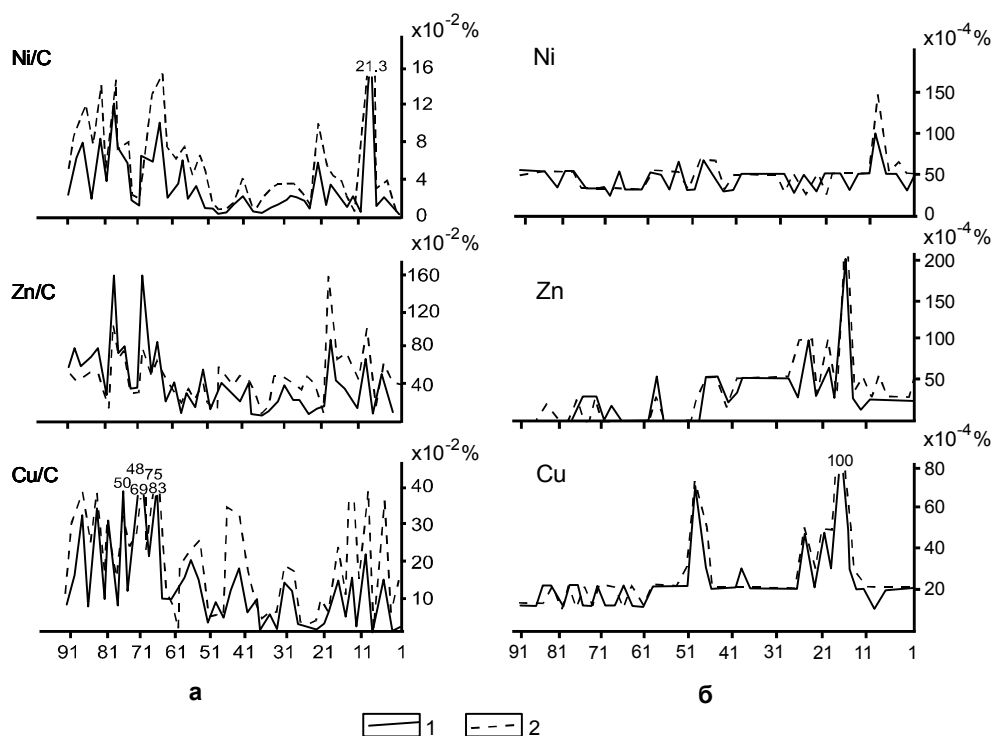 x10-2%
Ni/C
21.3
16
12
8
4
0
x10-2%
Zn/C
160
120
80
40
x10-2%
Cu/C
48 75
50 69 83
40
30
20
10
91 81 71 61 51 41 31 21 11 1
а
x10-4%
Ni
150
100
50
0
x10-4%
Zn
200
150
100
50
x10-4%
Cu
100
80
60
40
20
91 81 71 61 51 41 31 21 11 1
б
1 2